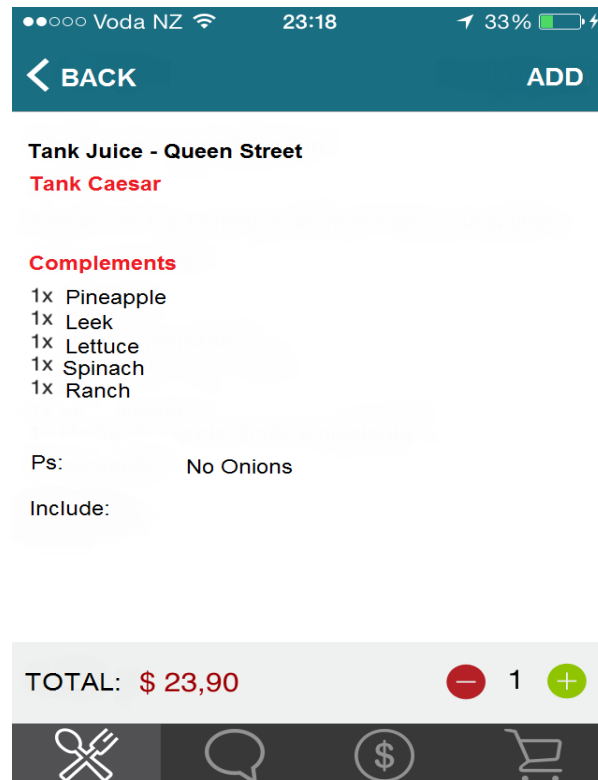 Voda NZ 23:18 33%
BACK ADD
Tank Juice - Queen Street
Tank Caesar
Complements
1x Pineapple
1x Leek
1x Lettuce
1x Spinach
1x Ranch
Ps: No Onions
Include:
TOTAL: $ 23,90 1
$